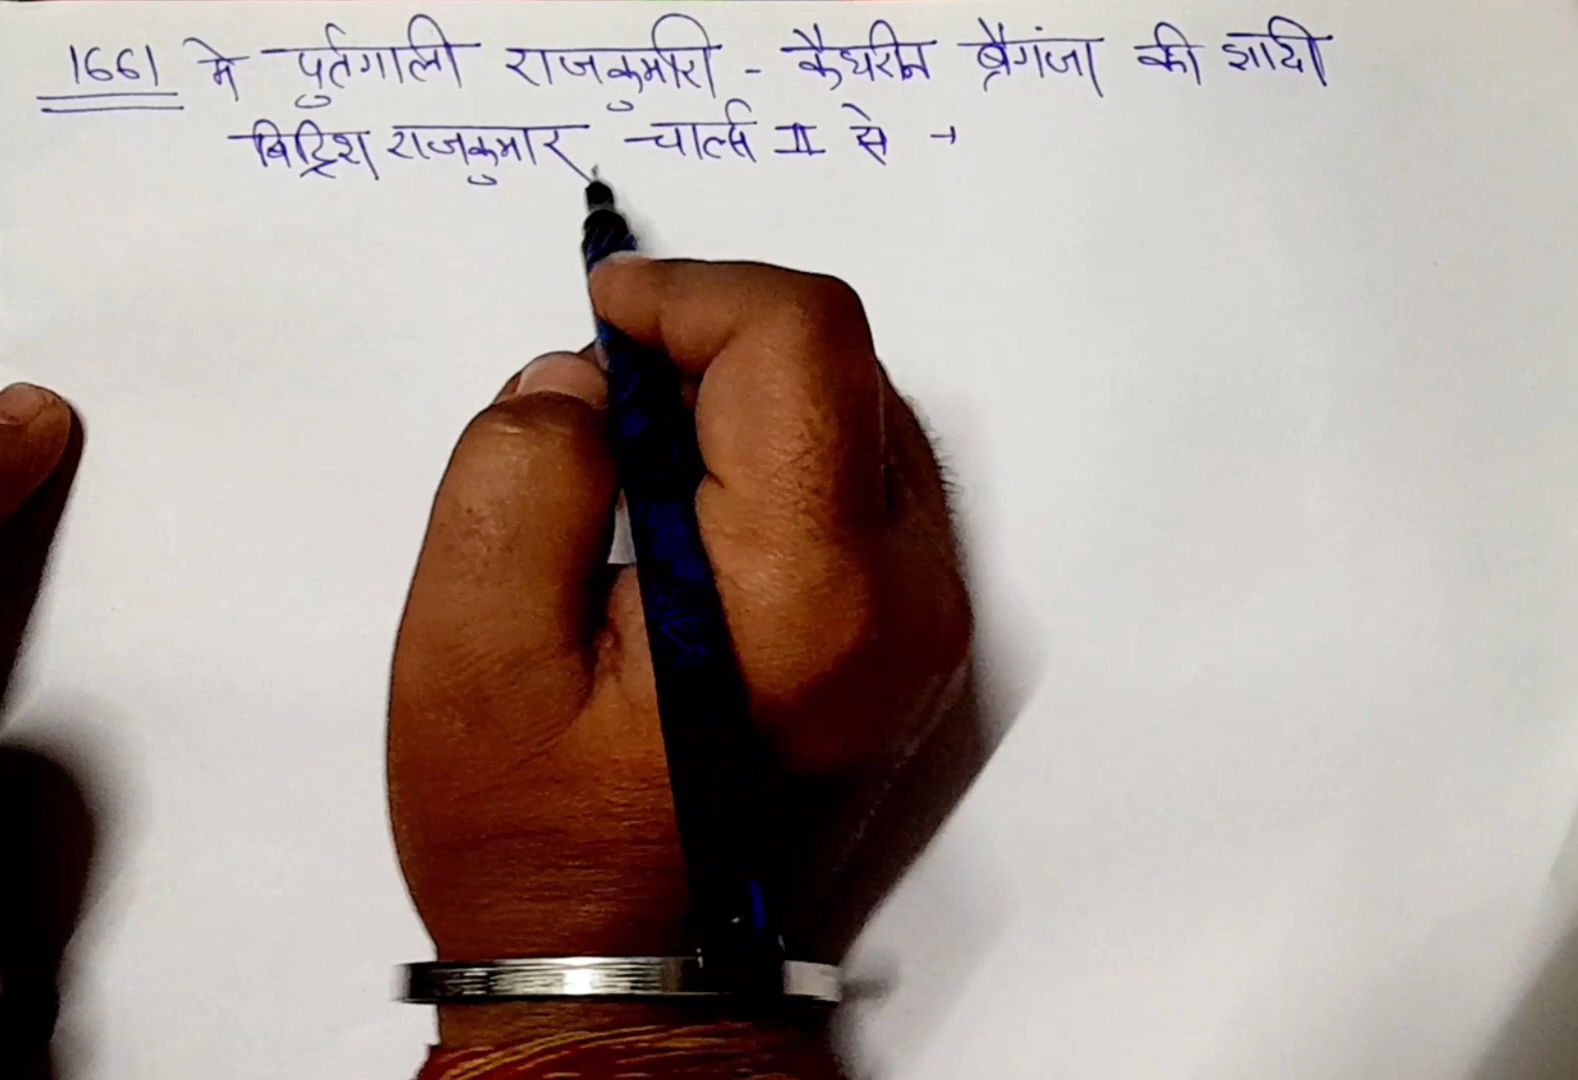 1661 मे पुर्तगाली राजकुमारी - कैथरीन ब्रैगंजा की शादी
ब्रिट्रिश राजकुमार चार्ल्स II से →